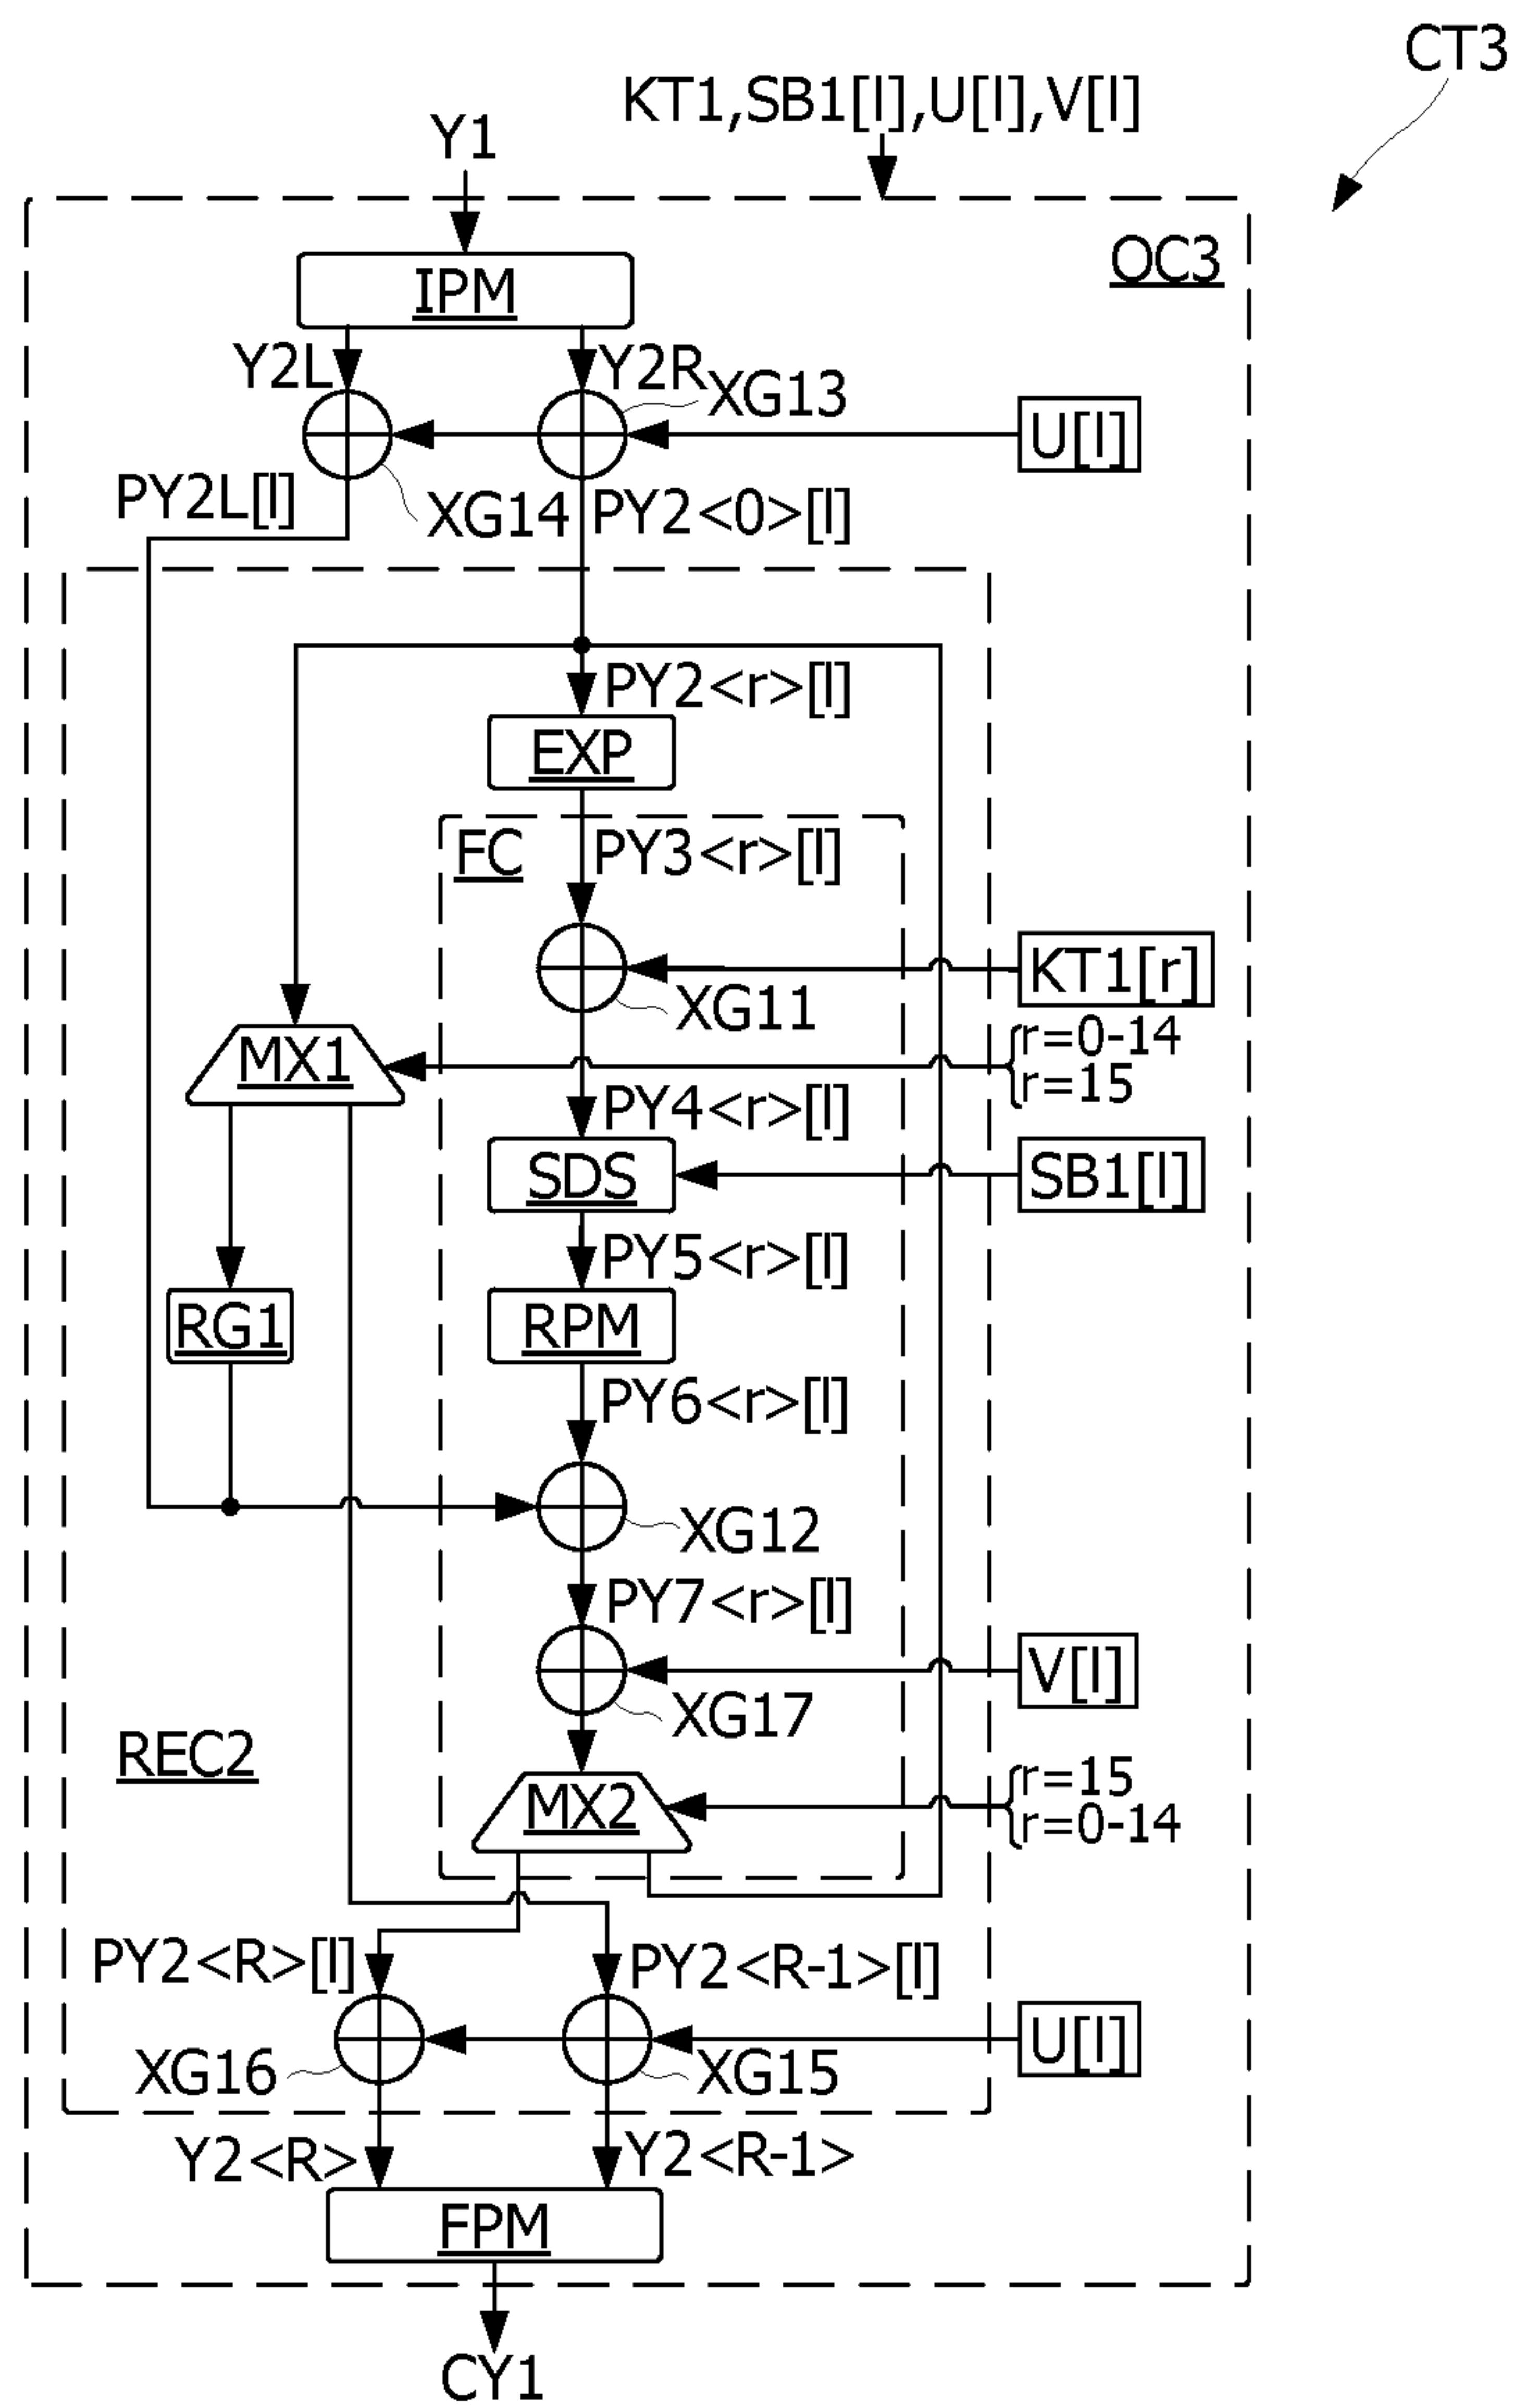 CT3
KT1,SB1[l],U[l],V[l]
Y1
OC3
IPM
Y2L
Y2R
XG13
U[l]
PY2L[l]
XG14
PY2<0>[l]
PY2<r>[l]
EXP
FC
PY3<r>[l]
KT1[r]
XG11
r=0-14
MX1
r=15
PY4<r>[l]
SDS
SB1[l]
PY5<r>[l]
RG1
RPM
PY6<r>[l]
XG12
PY7<r>[l]
V[l]
XG17
REC2
r=15
MX2
r=0-14
PY2<R>[l]
PY2<R-1>[l]
U[l]
XG16
XG15
Y2<R>
Y2<R-1>
FPM
CY1